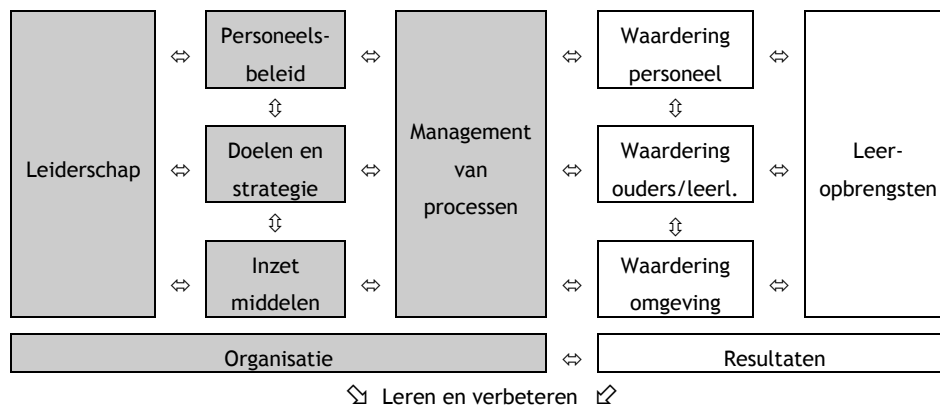 Personeels-
beleid
Waardering
personeel
Leiderschap
Doelen en
strategie
Management
van
processen
Waardering
ouders/leerl.
Leer-
opbrengsten
Inzet
middelen
Waardering
omgeving
Organisatie
Resultaten
Leren en verbeteren